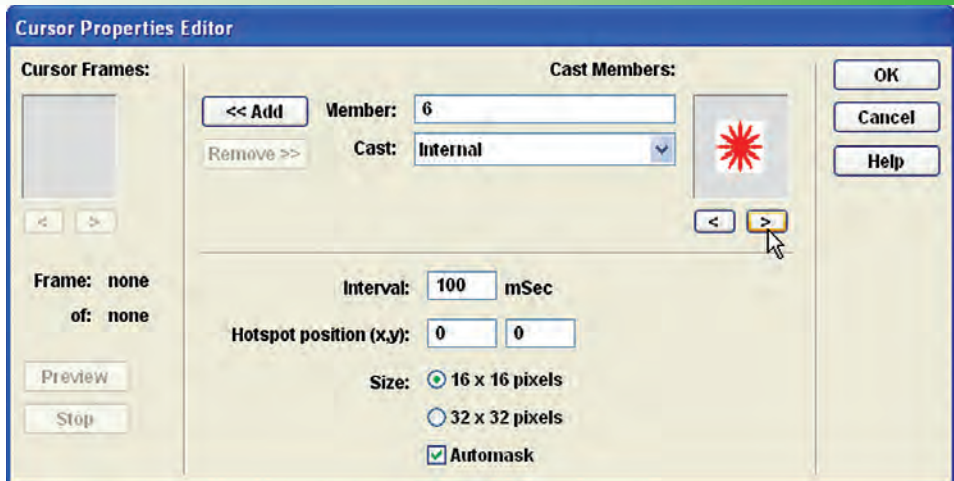 Cursor Properties Editor
Cursor Frames:
Cast Members:
<< Add
Member:
6
Remove >>
Cast:
Internal
< >
< >
OK
Cancel
Help
Frame: none
of: none
Preview
Stop
Interval: 100 mSec
Hotspot position (x,y): 0 0
Size: 16 x 16 pixels
32 x 32 pixels
Automask